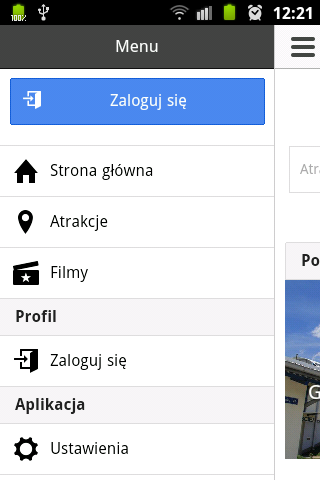 100%
12:21
Menu
Zaloguj się
Strona główna
Atrakcje
Filmy
Profil
Zaloguj się
Aplikacja
Ustawienia
Atra
Po
G